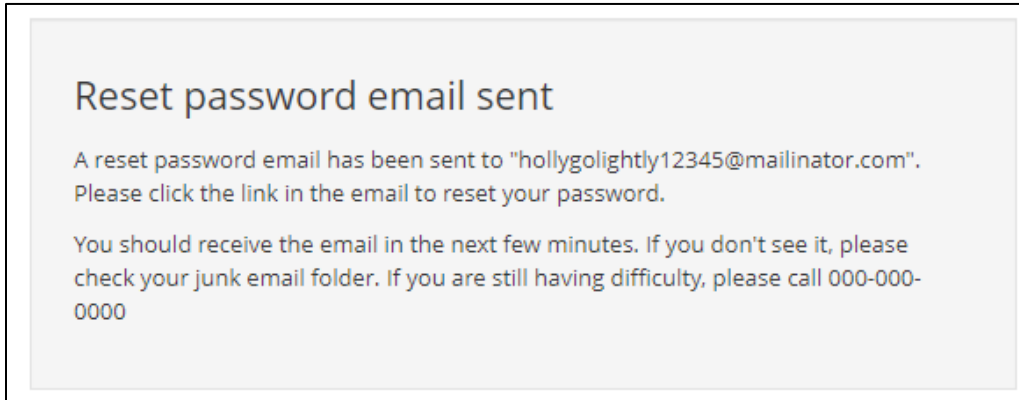 Reset password email sent
A reset password email has been sent to "hollygolightly12345@mailinator.com".
Please click the link in the email to reset your password.
You should receive the email in the next few minutes. If you don't see it, please
check your junk email folder. If you are still having difficulty, please call 000-000-
0000